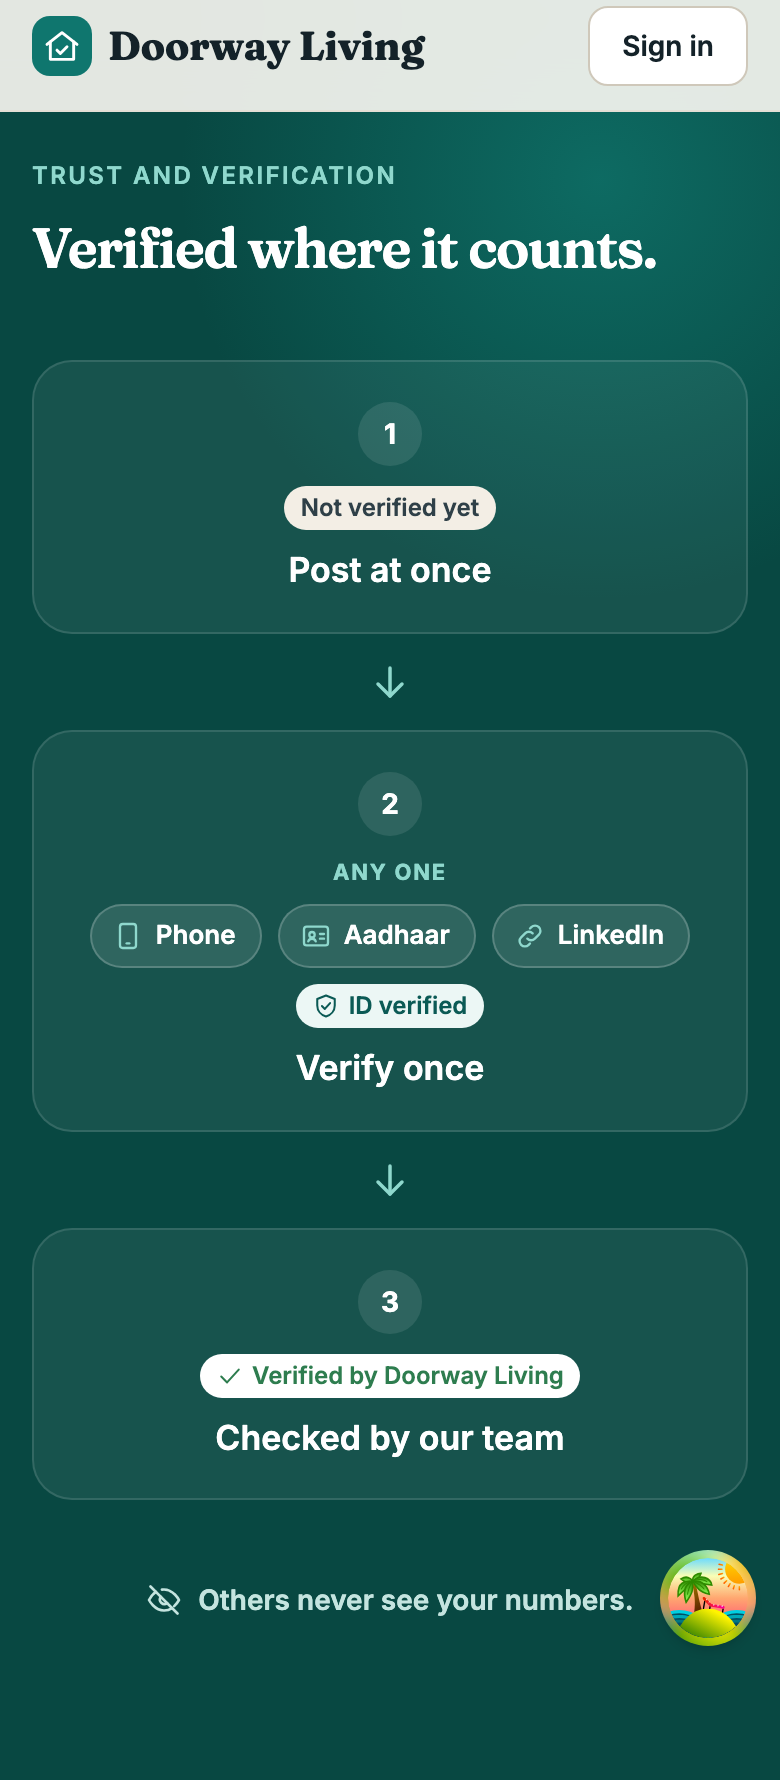 Doorway Living
Sign in
TRUST AND VERIFICATION
Verified where it counts.
1
Not verified yet
Post at once
2
ANY ONE
Phone
Aadhaar
LinkedIn
ID verified
Verify once
3
Verified by Doorway Living
Checked by our team
Others never see your numbers.